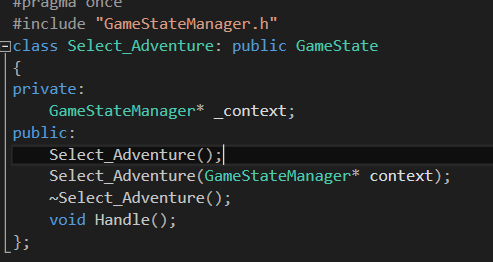 #pragma once
#include "GameStateManager.h"
class Select_Adventure: public GameState
{
private:
    GameStateManager* _context;
public:
    Select_Adventure();
    Select_Adventure(GameStateManager* context);
    ~Select_Adventure();
    void Handle();
};